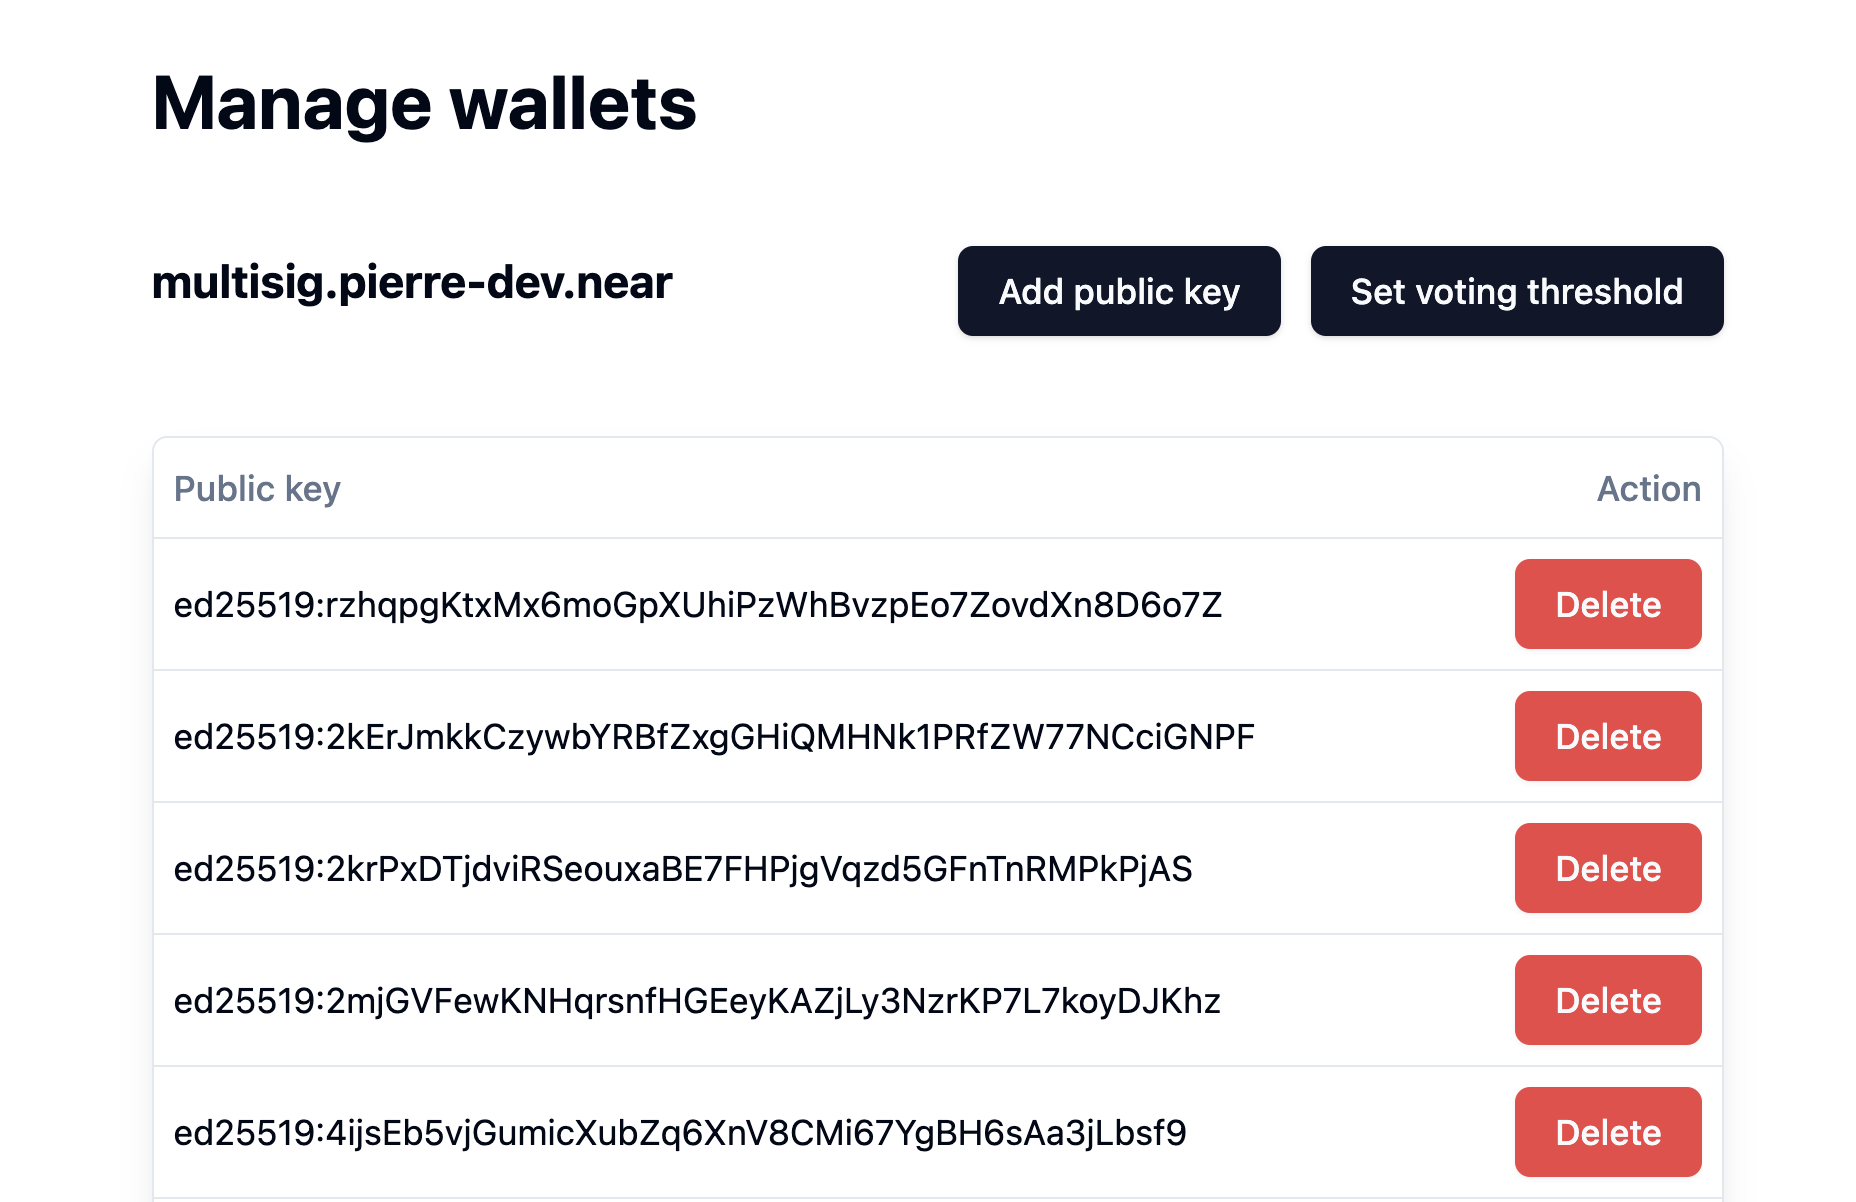 Manage wallets
multisig.pierre-dev.near
Add public key
Set voting threshold
Public key
Action
ed25519:rzhqpgKtxMx6moGpXUhiPzWhBvzpEo7ZovdXn8D6o7Z
Delete
ed25519:2kErJmkkCzywbYRBfZxgGHiQMHNk1PRfZW77NCciGNPF
Delete
ed25519:2krPxDTjdviRSeouxaBE7FHPjgVqzd5GFnTnRMPkPjAS
Delete
ed25519:2mjGVFewKNHqrsnfHGEeyKAZjLy3NzrKP7L7koyDJKhz
Delete
ed25519:4ijsEb5vjGumicXubZq6XnV8CMi67YgBH6sAa3jLbsf9
Delete